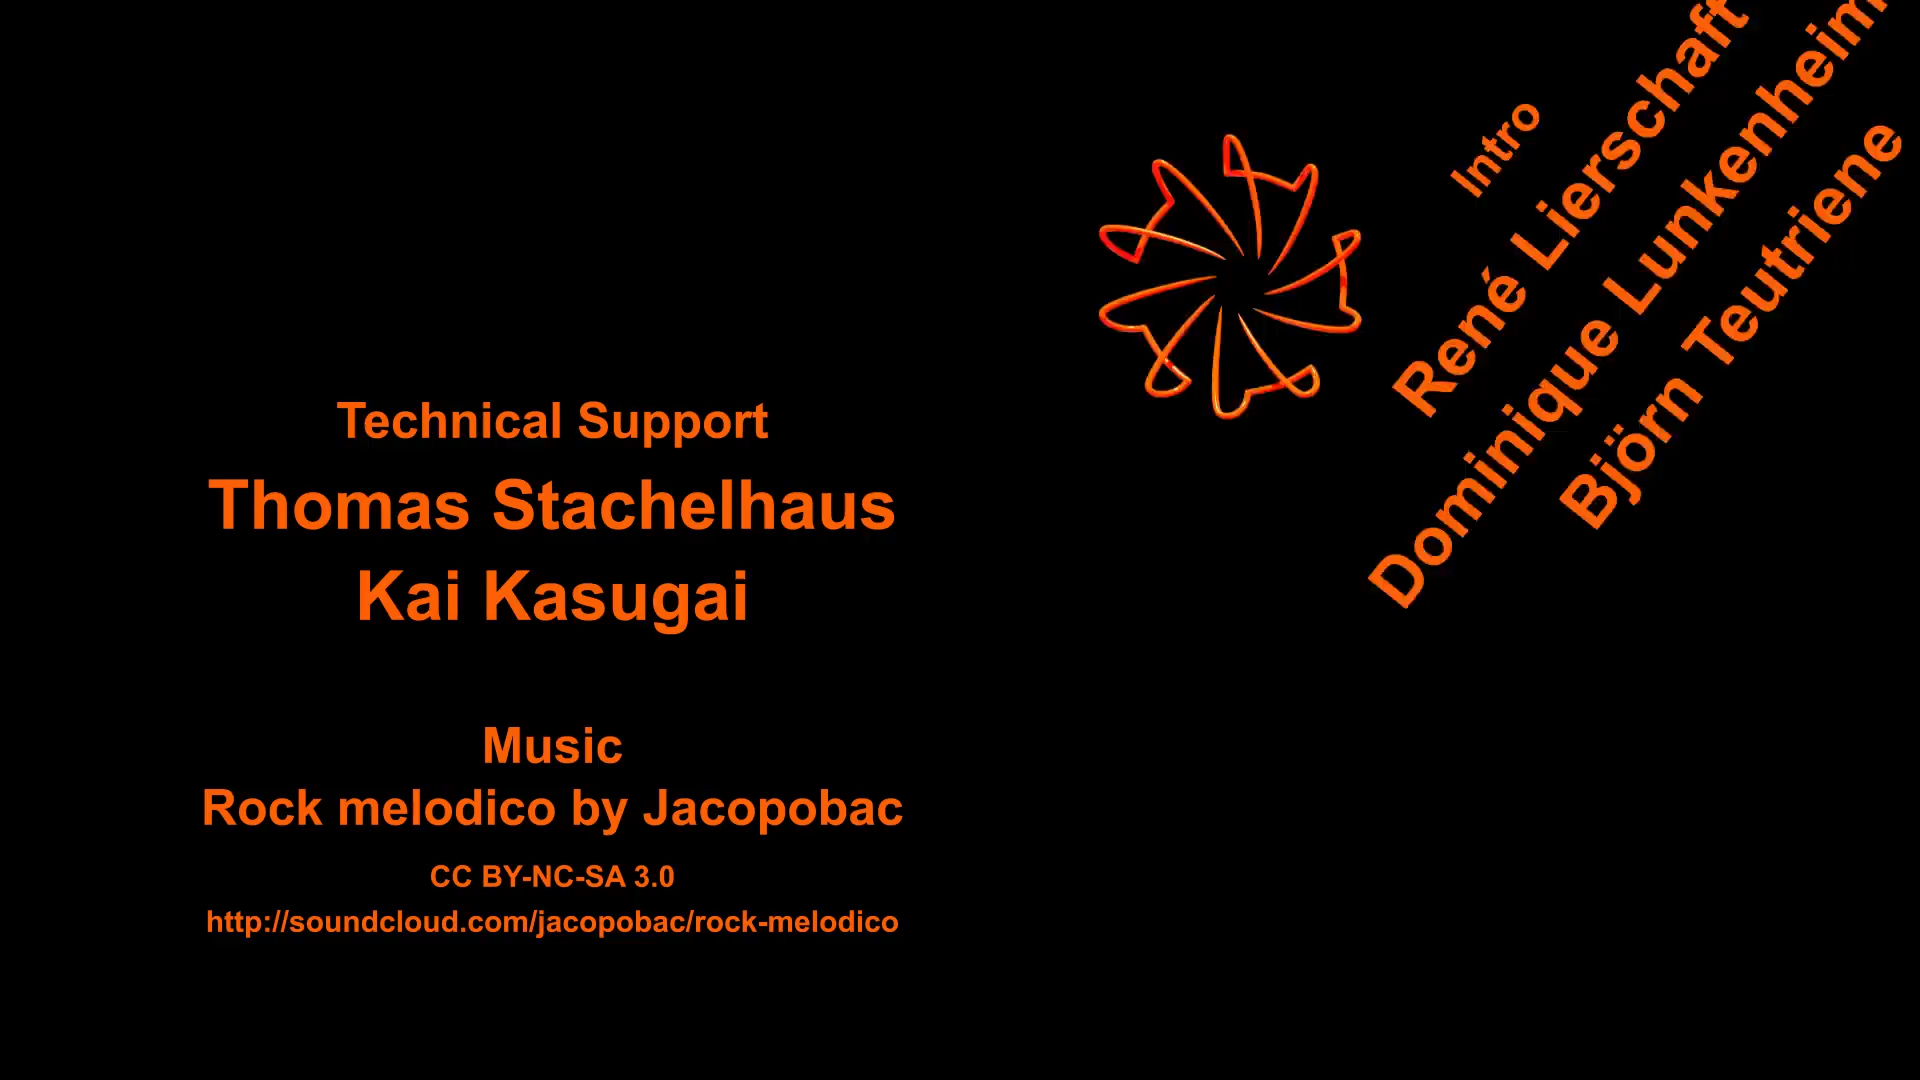 Technical Support
Thomas Stachelhaus
Kai Kasugai
Music
Rock melodico by Jacopobac
CC BY-NC-SA 3.0
http://soundcloud.com/jacopobac/rock-melodico
Intro
René Lierschaft
Dominique Lunkenheim
Björn Teutriene